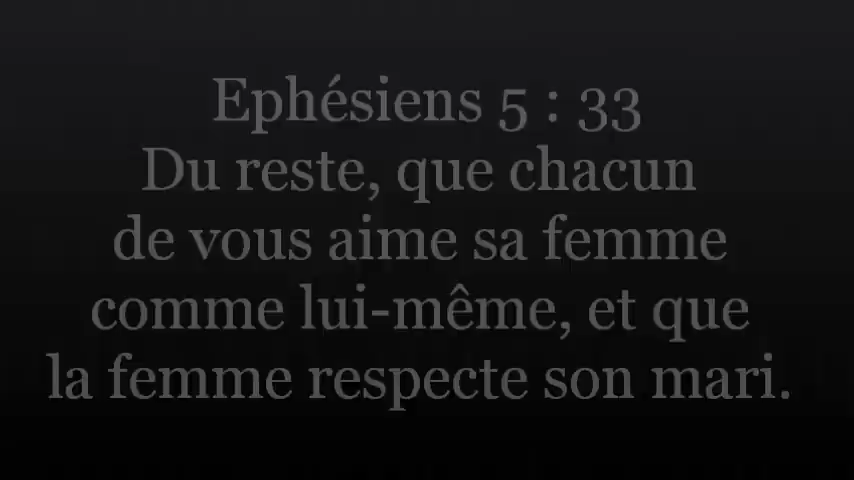 Ephésiens 5 : 33
Du reste, que chacun
de vous aime sa femme
comme lui-même, et que
la femme respecte son mari.